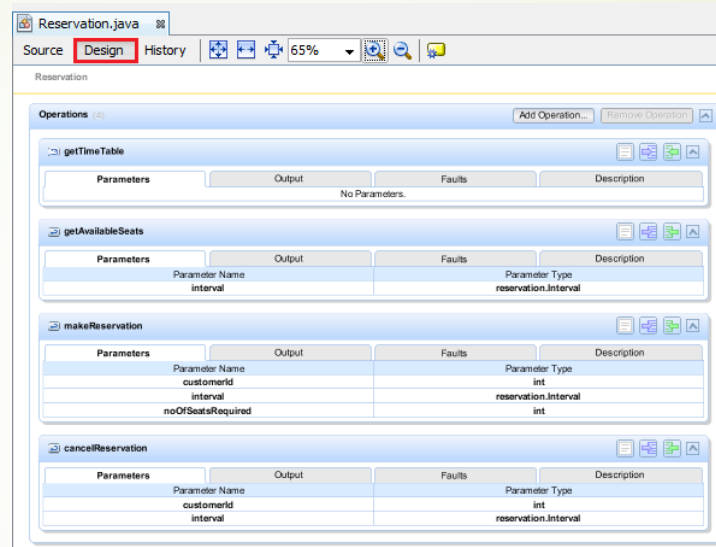 Reservation.java
Source Design History 65%
Reservation
Operations (4) Add Operation... Remove Operation
getTimeTable
Parameters Output Faults Description
No Parameters.
getAvailableSeats
Parameters Output Faults Description
Parameter Name Parameter Type
interval reservation.Interval
makeReservation
Parameters Output Faults Description
Parameter Name Parameter Type
customerId int
interval reservation.Interval
noOfSeatsRequired int
cancelReservation
Parameters Output Faults Description
Parameter Name Parameter Type
customerId int
interval reservation.Interval